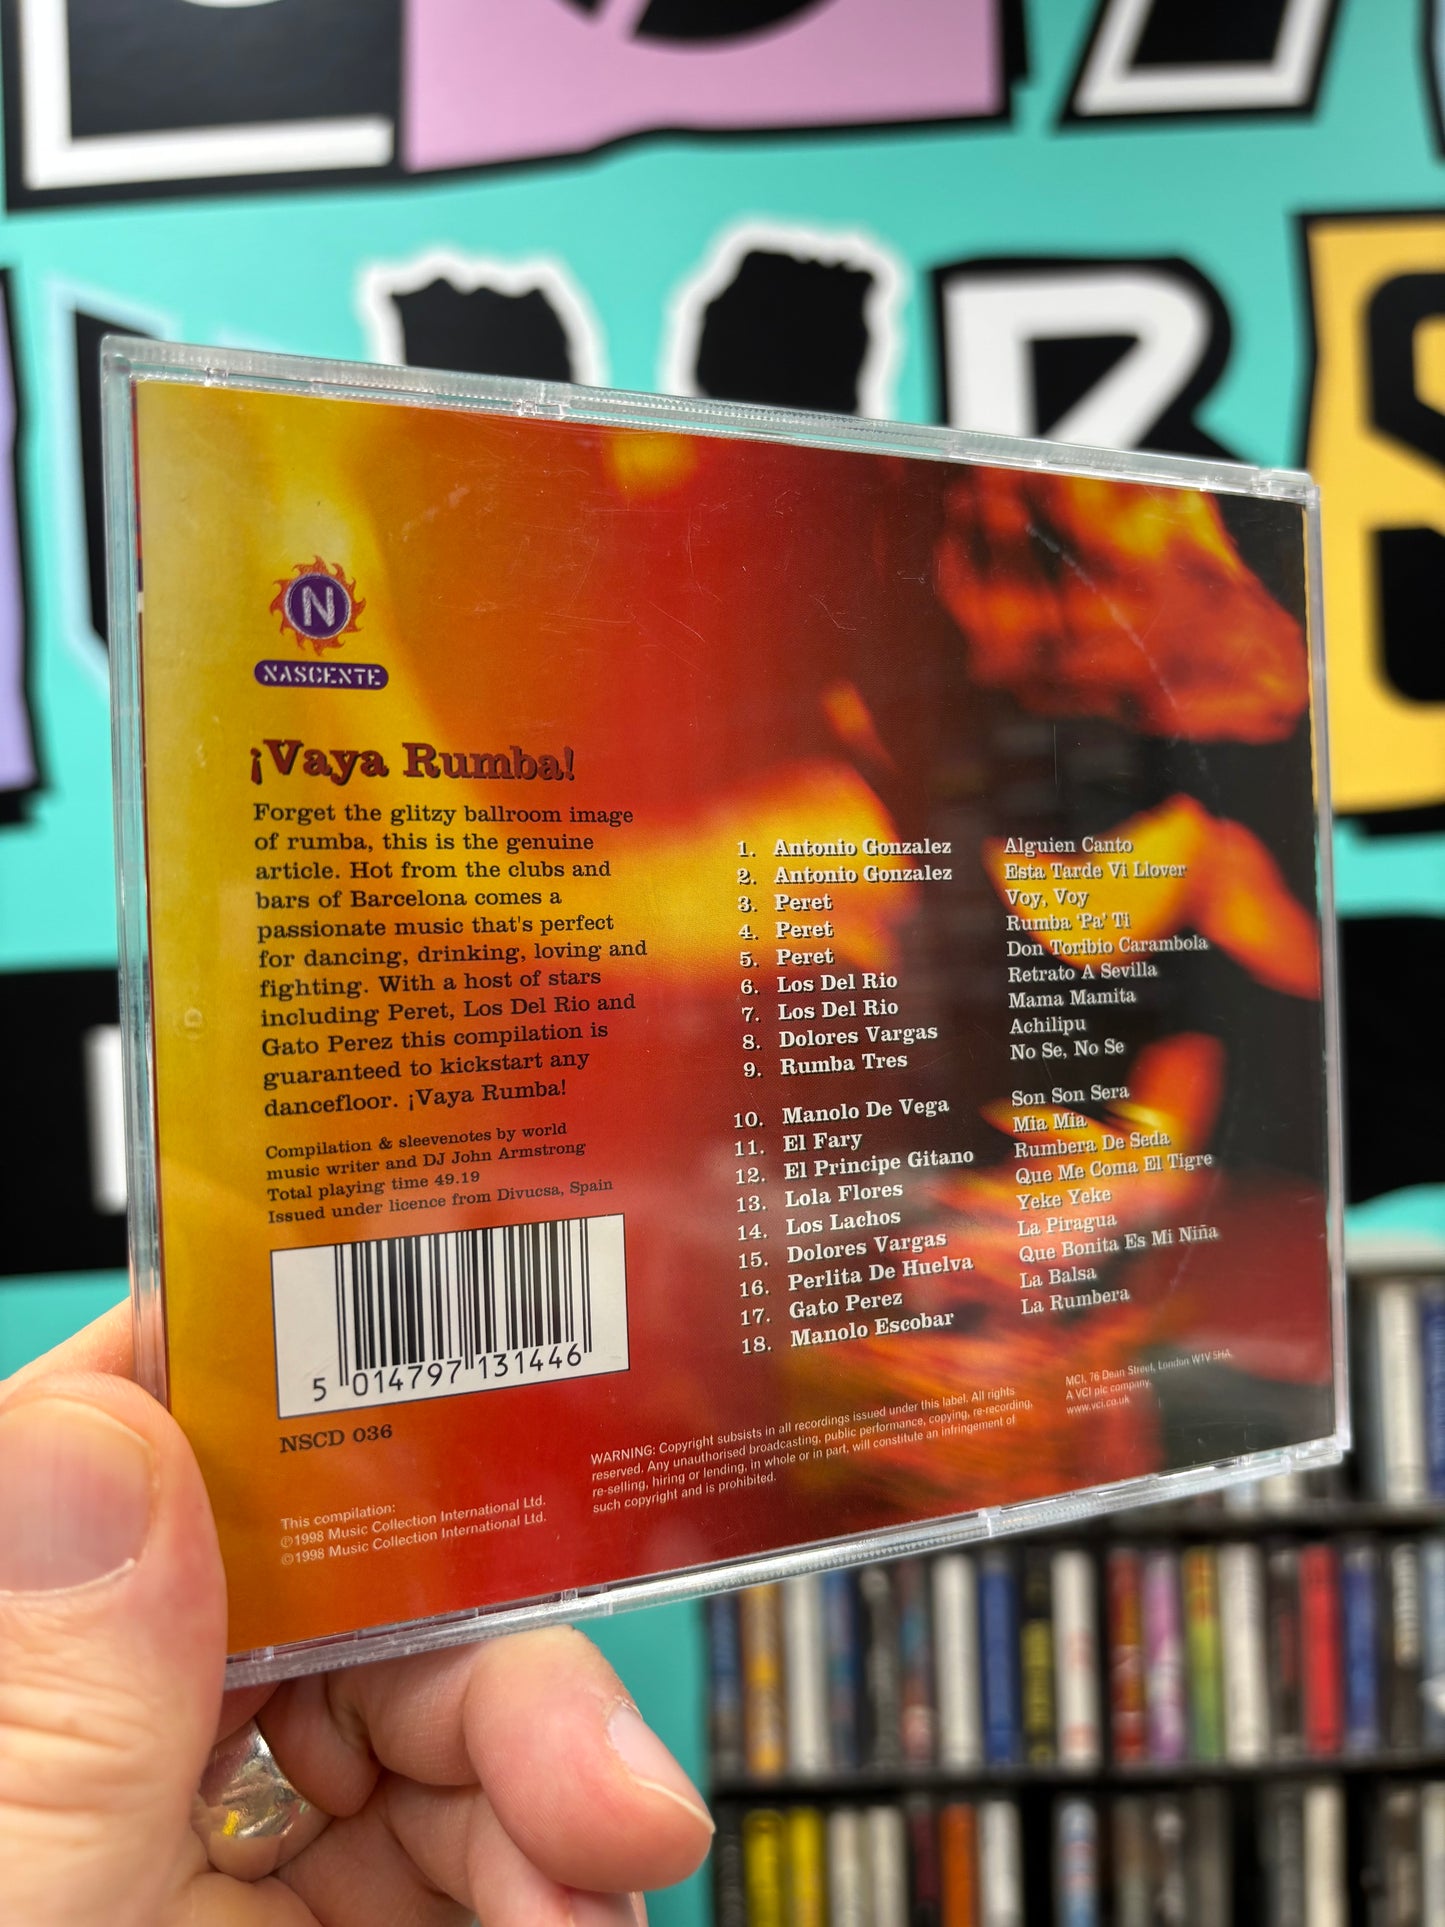 N
NASCENTE
¡Vaya Rumba!
Forget the glitzy ballroom image
of rumba, this is the genuine
article. Hot from the clubs and
bars of Barcelona comes a
passionate music that's perfect
for dancing, drinking, loving and
fighting. With a host of stars
including Peret, Los Del Rio and
Gato Perez this compilation is
guaranteed to kickstart any
dancefloor. ¡Vaya Rumba!
Compilation & sleevenotes by world
music writer and DJ John Armstrong
Total playing time 49.19
Issued under licence from Divucsa, Spain
5 014797 131446
NSCD 036
This compilation:
℗1998 Music Collection International Ltd.
©1998 Music Collection International Ltd.
1. Antonio Gonzalez Alguien Canto
2. Antonio Gonzalez Esta Tarde Vi Llover
3. Peret Voy, Voy
4. Peret Rumba 'Pa' Ti
5. Peret Don Toribio Carambola
6. Los Del Rio Retrato A Sevilla
7. Los Del Rio Mama Mamita
8. Dolores Vargas Achilipu
9. Rumba Tres No Se, No Se
10. Manolo De Vega Son Son Sera
11. El Fary Mia Mia
12. El Principe Gitano Rumbera De Seda
13. Lola Flores Que Me Coma El Tigre
14. Los Lachos Yeke Yeke
15. Dolores Vargas La Piragua
16. Perlita De Huelva Que Bonita Es Mi Niña
17. Gato Perez La Balsa
18. Manolo Escobar La Rumbera
WARNING: Copyright subsists in all recordings issued under this label. All rights
reserved. Any unauthorised broadcasting, public performance, copying, re-recording,
re-selling, hiring or lending, in whole or in part, will constitute an infringement of
such copyright and is prohibited.
MCI, 76 Dean Street, London W1V 5HA.
A VCI plc company.
www.vci.co.uk